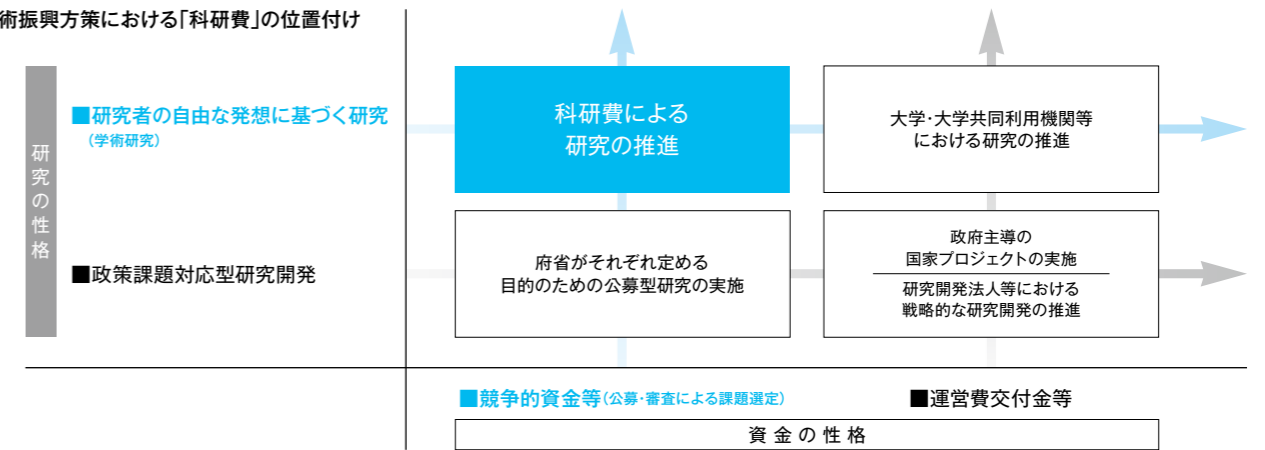 術振興方策における「科研費」の位置付け
研究の性格
■研究者の自由な発想に基づく研究
(学術研究)
科研費による
研究の推進
大学・大学共同利用機関等
における研究の推進
■政策課題対応型研究開発
府省がそれぞれ定める
目的のための公募型研究の実施
政府主導の
国家プロジェクトの実施
研究開発法人等における
戦略的な研究開発の推進
■競争的資金等(公募・審査による課題選定)
■運営費交付金等
資金の性格